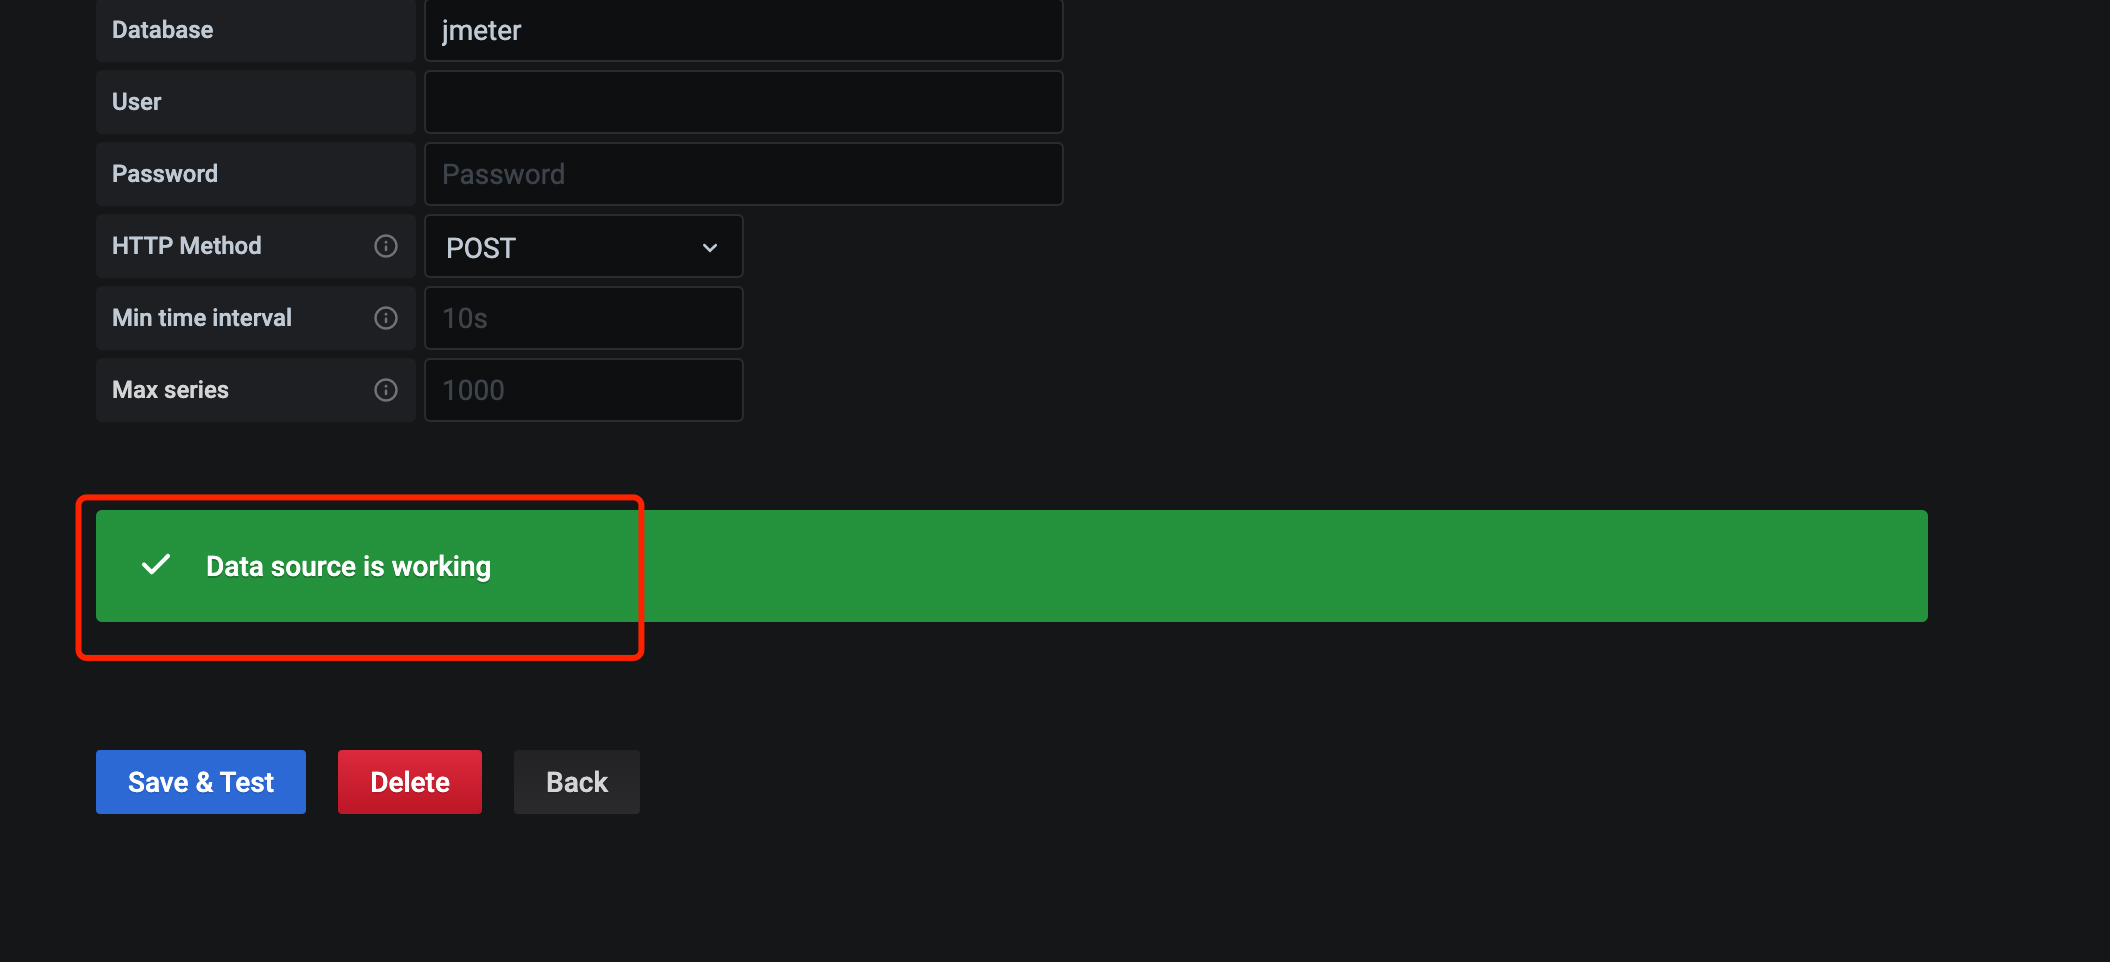 Database
jmeter
User
Password
Password
HTTP Method
POST
Min time interval
10s
Max series
1000
Data source is working
Save & Test
Delete
Back